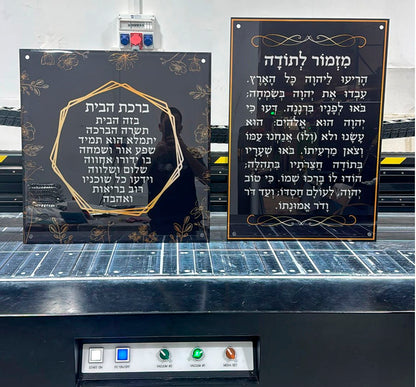 ברכת הבית
בזה הבית
תשרה הברכה
יתמלא הוא תמיד
שפע אור ושמחה
בו ידורו אחווה
שלום ושלווה
וידעו כל שוכניו
רוב בריאות
ואהבה
מִזְמוֹר לְתוֹדָה
הָרִיעוּ לַיהוָה כָּל הָאָרֶץ.
עִבְדוּ אֶת יְהוָה בְּשִׂמְחָה;
בֹּאוּ לְפָנָיו בִּרְנָנָה. דְּעוּ כִּי
יְהוָה הוּא אֱלֹהִים: הוּא
עָשָׂנוּ וְלֹא (וְלוֹ) אֲנַחְנוּ עַמּוֹ
וְצֹאן מַרְעִיתוֹ. בֹּאוּ שְׁעָרָיו
בְּתוֹדָה חֲצֵרֹתָיו בִּתְהִלָּה;
הוֹדוּ לוֹ בָּרְכוּ שְׁמוֹ. כִּי טוֹב
יְהוָה, לְעוֹלָם חַסְדּוֹ; וְעַד דֹּר
וָדֹר אֱמוּנָתוֹ.